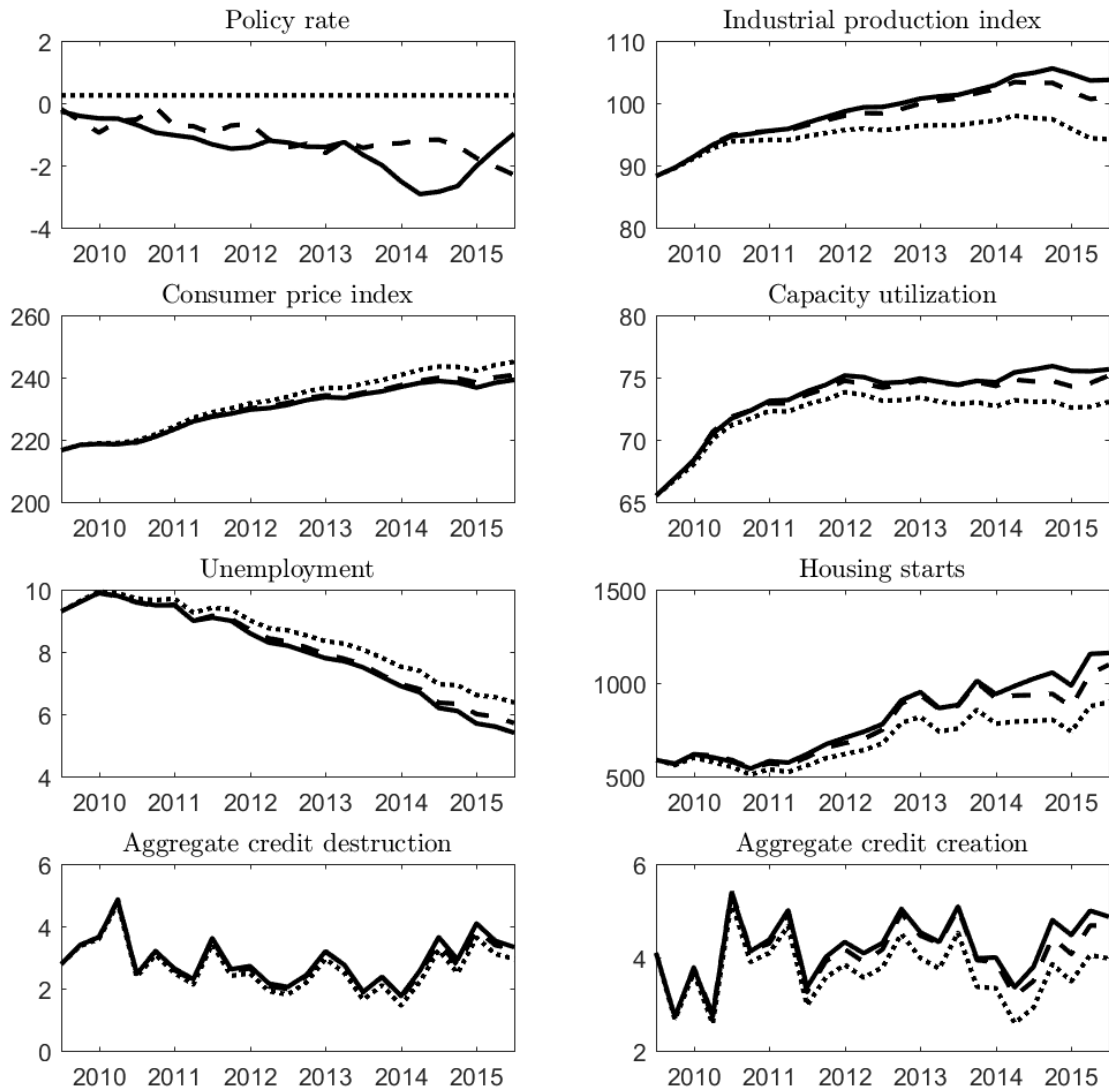 Policy rate
2
0
-2
-4
2010 2011 2012 2013 2014 2015
Industrial production index
110
100
90
80
2010 2011 2012 2013 2014 2015
Consumer price index
260
240
220
200
2010 2011 2012 2013 2014 2015
Capacity utilization
80
75
70
65
2010 2011 2012 2013 2014 2015
Unemployment
10
8
6
4
2010 2011 2012 2013 2014 2015
Housing starts
1500
1000
500
2010 2011 2012 2013 2014 2015
Aggregate credit destruction
6
4
2
0
2010 2011 2012 2013 2014 2015
Aggregate credit creation
6
4
2
2010 2011 2012 2013 2014 2015